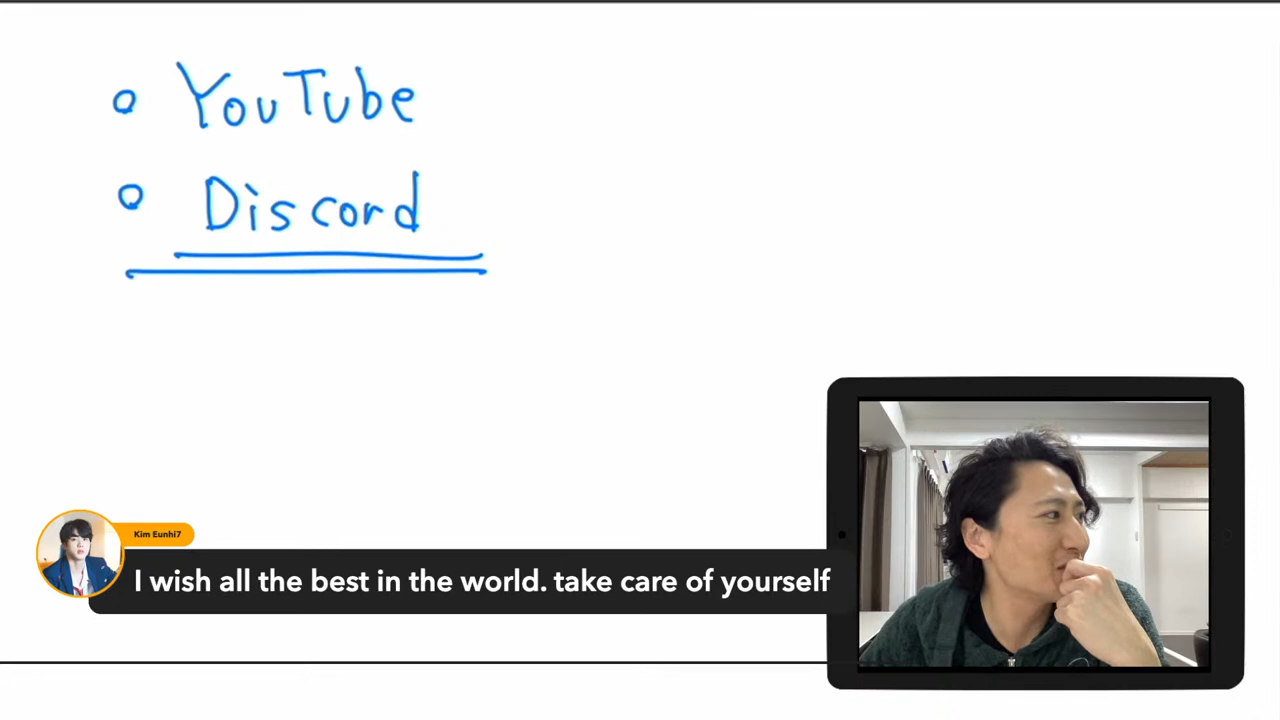 YouTube
Discord
Kim Eunhi7
I wish all the best in the world. take care of yourself